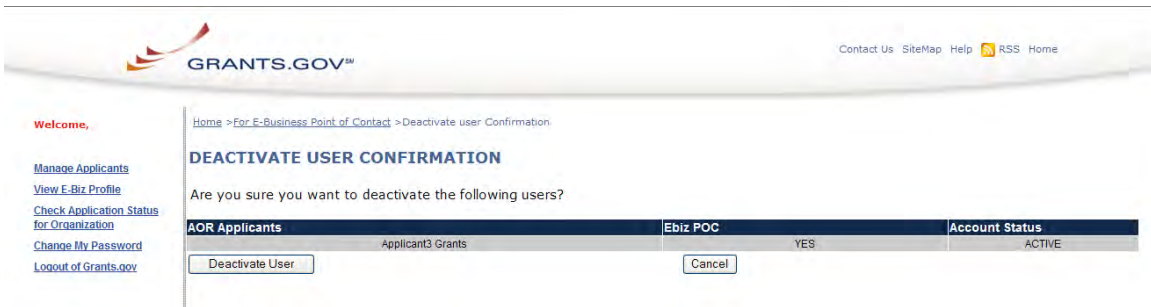 GRANTS.GOV℠
Contact Us SiteMap Help RSS Home
Welcome,
Manage Applicants
View E-Biz Profile
Check Application Status
for Organization
Change My Password
Logout of Grants.gov
Home >For E-Business Point of Contact >Deactivate user Confirmation
DEACTIVATE USER CONFIRMATION
Are you sure you want to deactivate the following users?
AOR Applicants Ebiz POC Account Status
Applicant3 Grants YES ACTIVE
Deactivate User Cancel